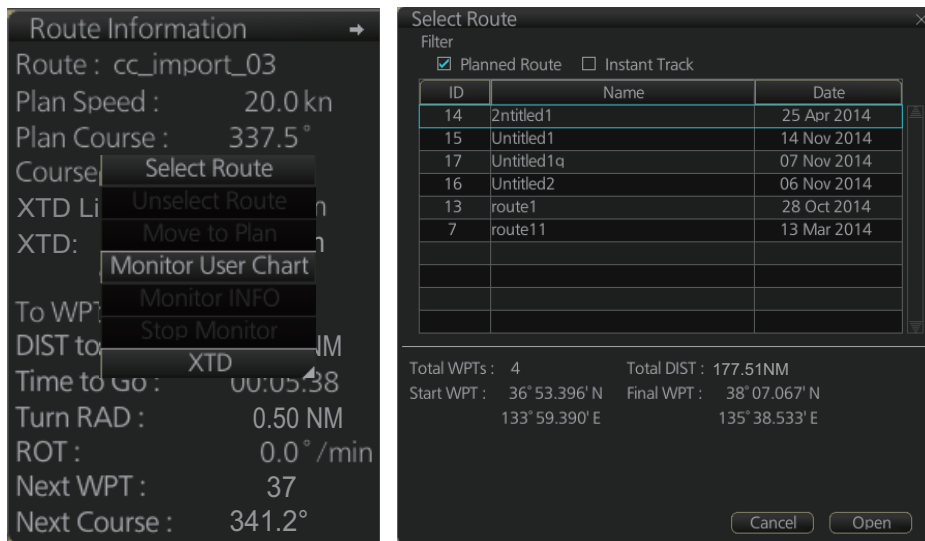 Route Information
Route : cc_import_03
Plan Speed : 20.0 kn
Plan Course : 337.5°
Course
Select Route
Unselect Route
XTD Li
n
Move to Plan
XTD:
Monitor User Chart
Monitor INFO
To WPT
Stop Monitor
DIST to
NM
XTD
Time to Go : 00:05:38
Turn RAD : 0.50 NM
ROT : 0.0°/min
Next WPT : 37
Next Course : 341.2°
Select Route
Filter
Planned Route Instant Track
ID Name Date
14 2ntitled1 25 Apr 2014
15 Untitled1 14 Nov 2014
17 Untitled1q 07 Nov 2014
16 Untitled2 06 Nov 2014
13 route1 28 Oct 2014
7 route11 13 Mar 2014
Total WPTs : 4 Total DIST : 177.51NM
Start WPT : 36°53.396' N Final WPT : 38°07.067' N
133°59.390' E 135°38.533' E
Cancel Open